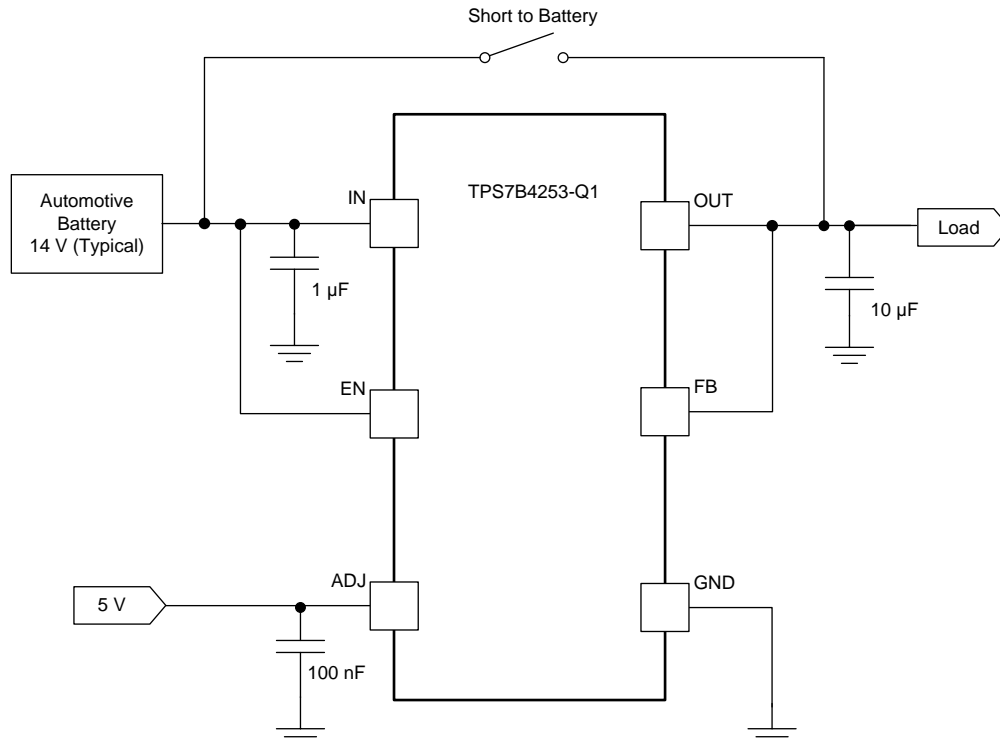 Short to Battery
TPS7B4253-Q1
IN
OUT
Automotive
Battery
14 V (Typical)
Load
1 µF
10 µF
EN
FB
ADJ
GND
5 V
100 nF